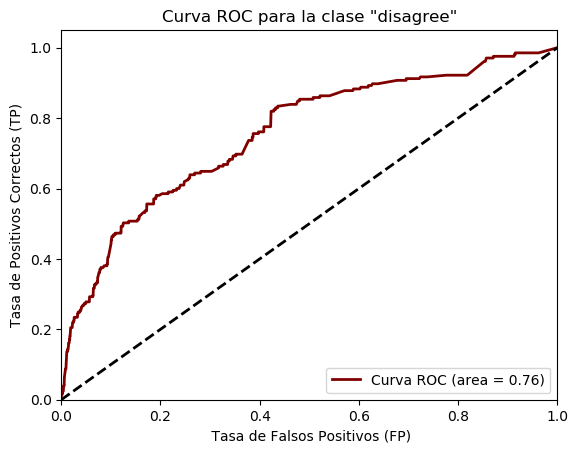 Curva ROC para la clase "disagree"
Tasa de Positivos Correctos (TP)
1.0
0.8
0.6
0.4
0.2
0.0
0.0 0.2 0.4 0.6 0.8 1.0
Curva ROC (area = 0.76)
Tasa de Falsos Positivos (FP)